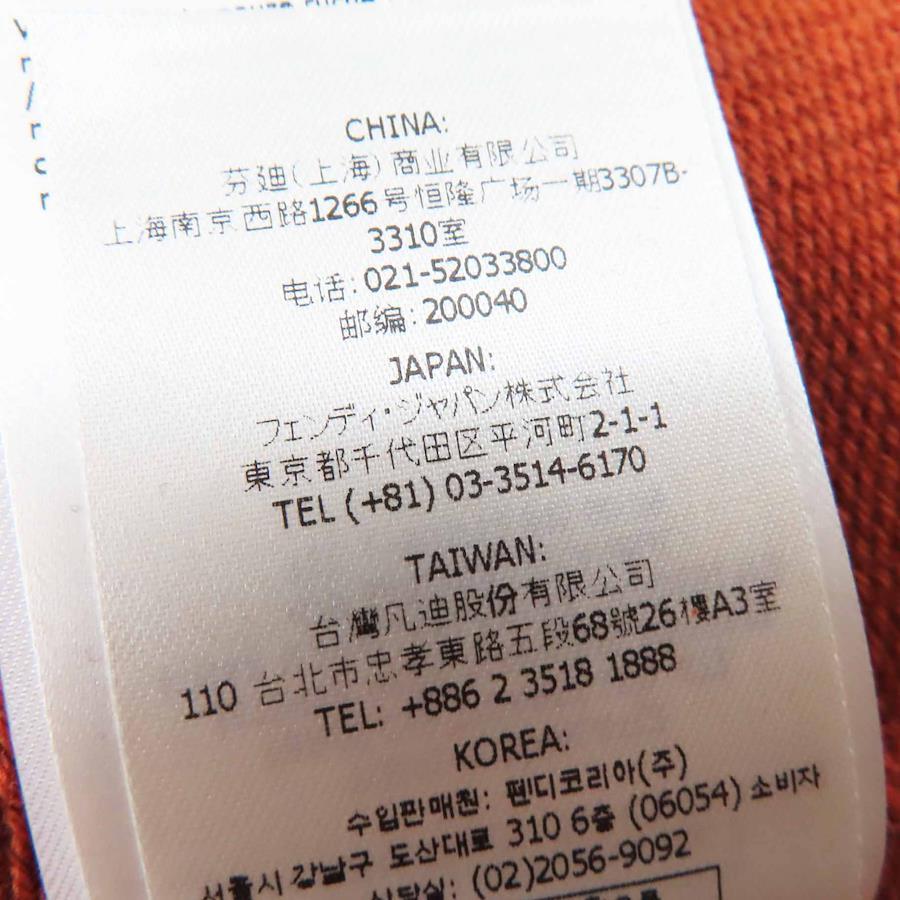 CHINA:
芬迪(上海)商业有限公司
上海南京西路1266号恒隆广场一期3307B-
3310室
电话:021-52033800
邮编:200040
JAPAN:
フェンディ・ジャパン株式会社
東京都千代田区平河町2-1-1
TEL (+81) 03-3514-6170
TAIWAN:
台灣凡迪股份有限公司
110 台北市忠孝東路五段68號26樓A3室
TEL: +886 2 3518 1888
KOREA:
수입판매원: 펜디코리아(주)
서울시 강남구 도산대로 310 6층 (06054) 소비자
상담실: (02)2056-9092